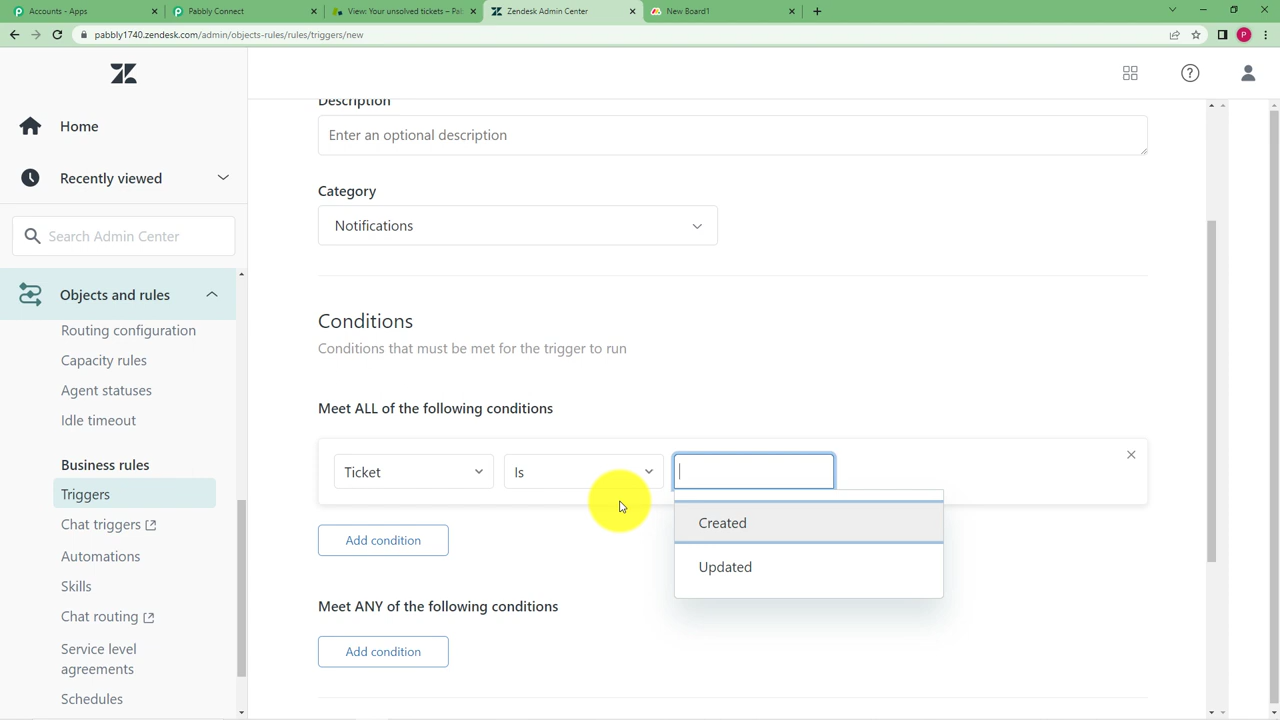 Accounts - Apps
Pabbly Connect
View: Your unsolved tickets – Pab
Zendesk Admin Center
New Board1
pabbly1740.zendesk.com/admin/objects-rules/rules/triggers/new
P
Home
Recently viewed
Search Admin Center
Objects and rules
Routing configuration
Capacity rules
Agent statuses
Idle timeout
Business rules
Triggers
Chat triggers
Automations
Skills
Chat routing
Service level
agreements
Schedules
Description
Enter an optional description
Category
Notifications
Conditions
Conditions that must be met for the trigger to run
Meet ALL of the following conditions
Ticket
Is
Created
Updated
Add condition
Meet ANY of the following conditions
Add condition